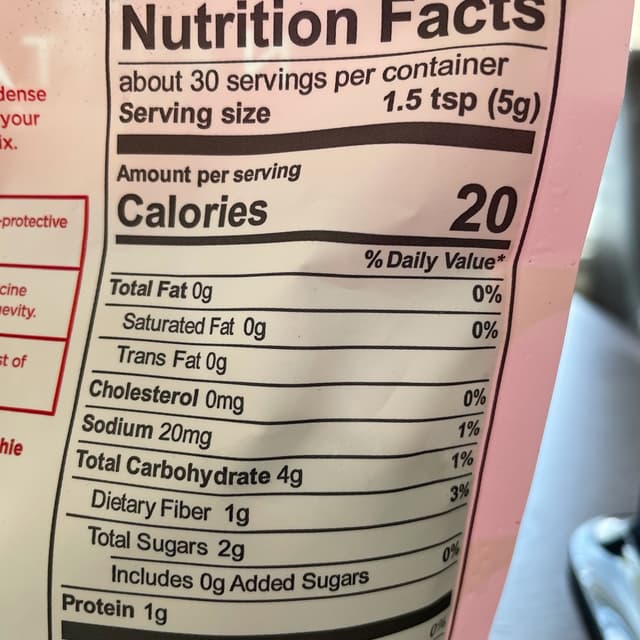 dense
your
ix.
-protective
cine
evity.
st of
hie
Nutrition Facts
about 30 servings per container
Serving size 1.5 tsp (5g)
Amount per serving
Calories 20
% Daily Value*
Total Fat 0g 0%
Saturated Fat 0g 0%
Trans Fat 0g
Cholesterol 0mg 0%
Sodium 20mg 1%
Total Carbohydrate 4g 1%
Dietary Fiber 1g 3%
Total Sugars 2g
Includes 0g Added Sugars 0%
Protein 1g 0%